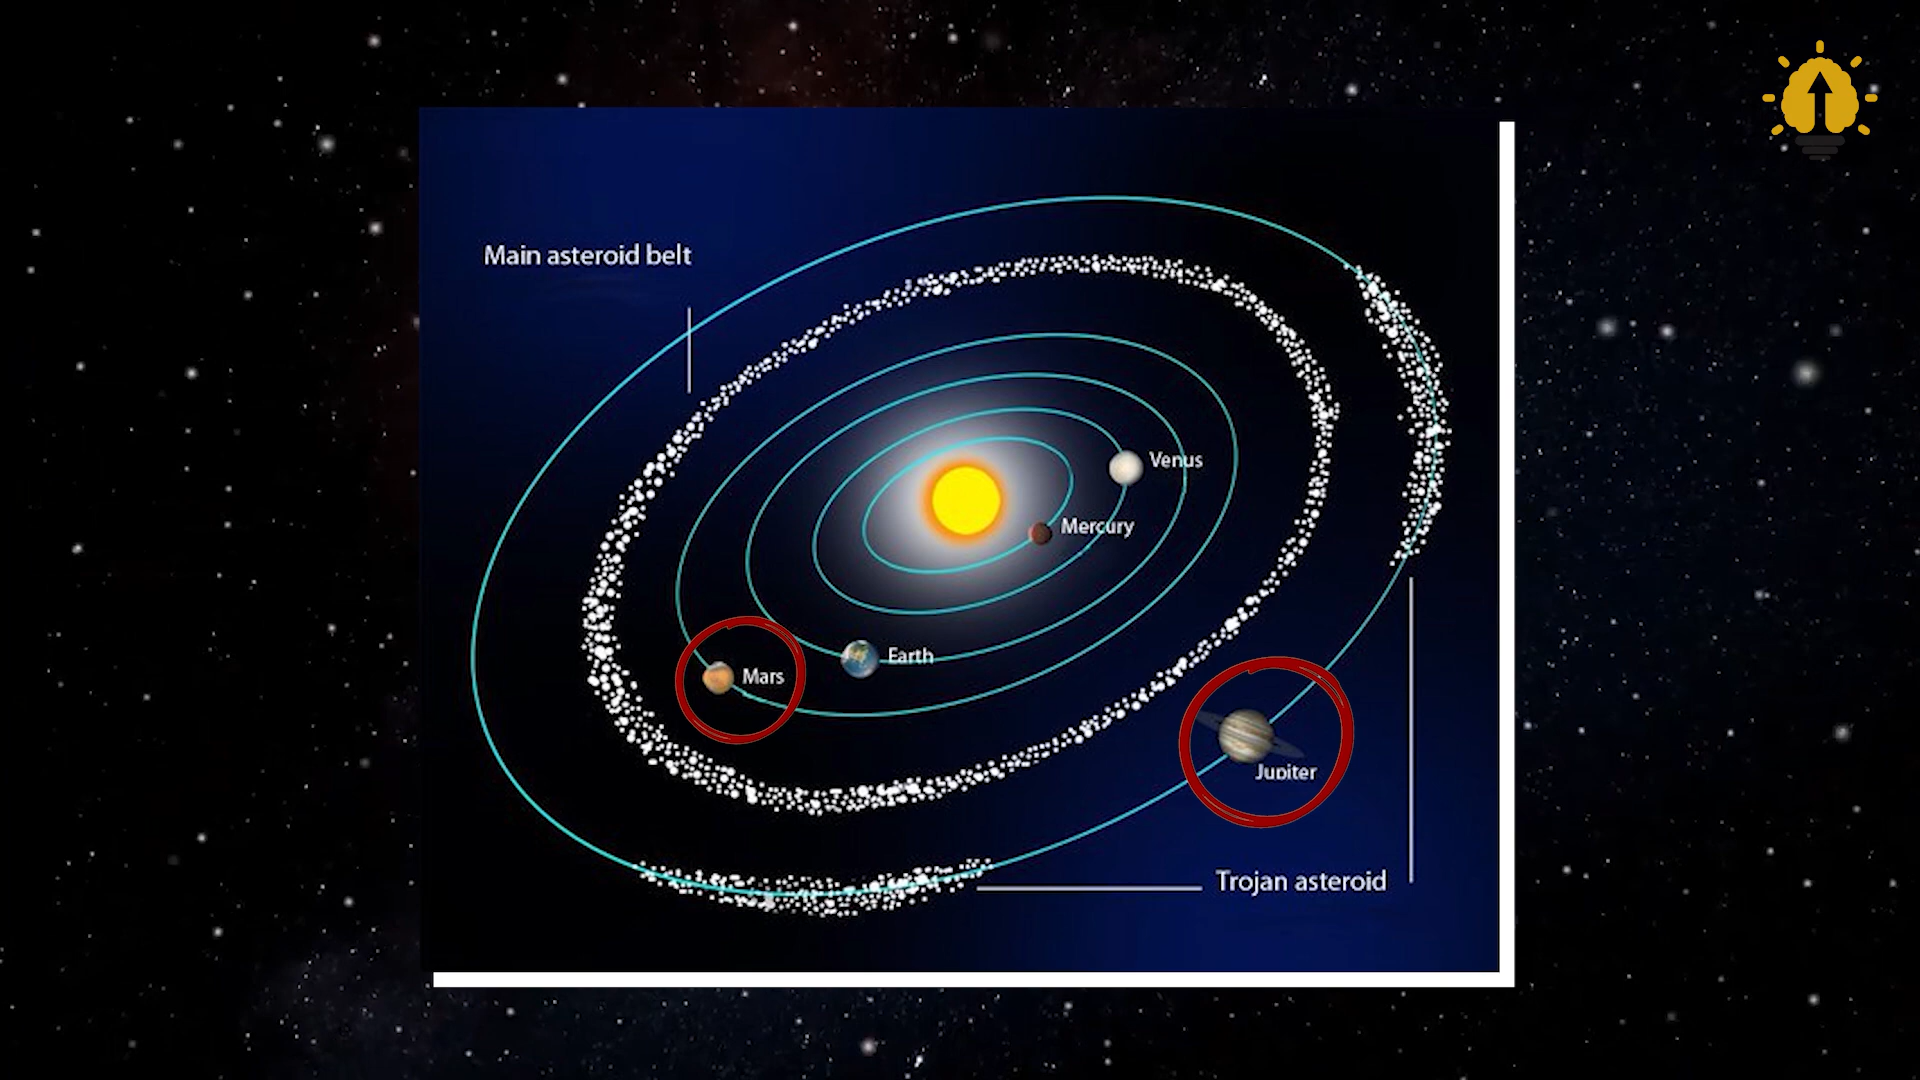 Main asteroid belt
Venus
Mercury
Earth
Mars
Jupiter
Trojan asteroid